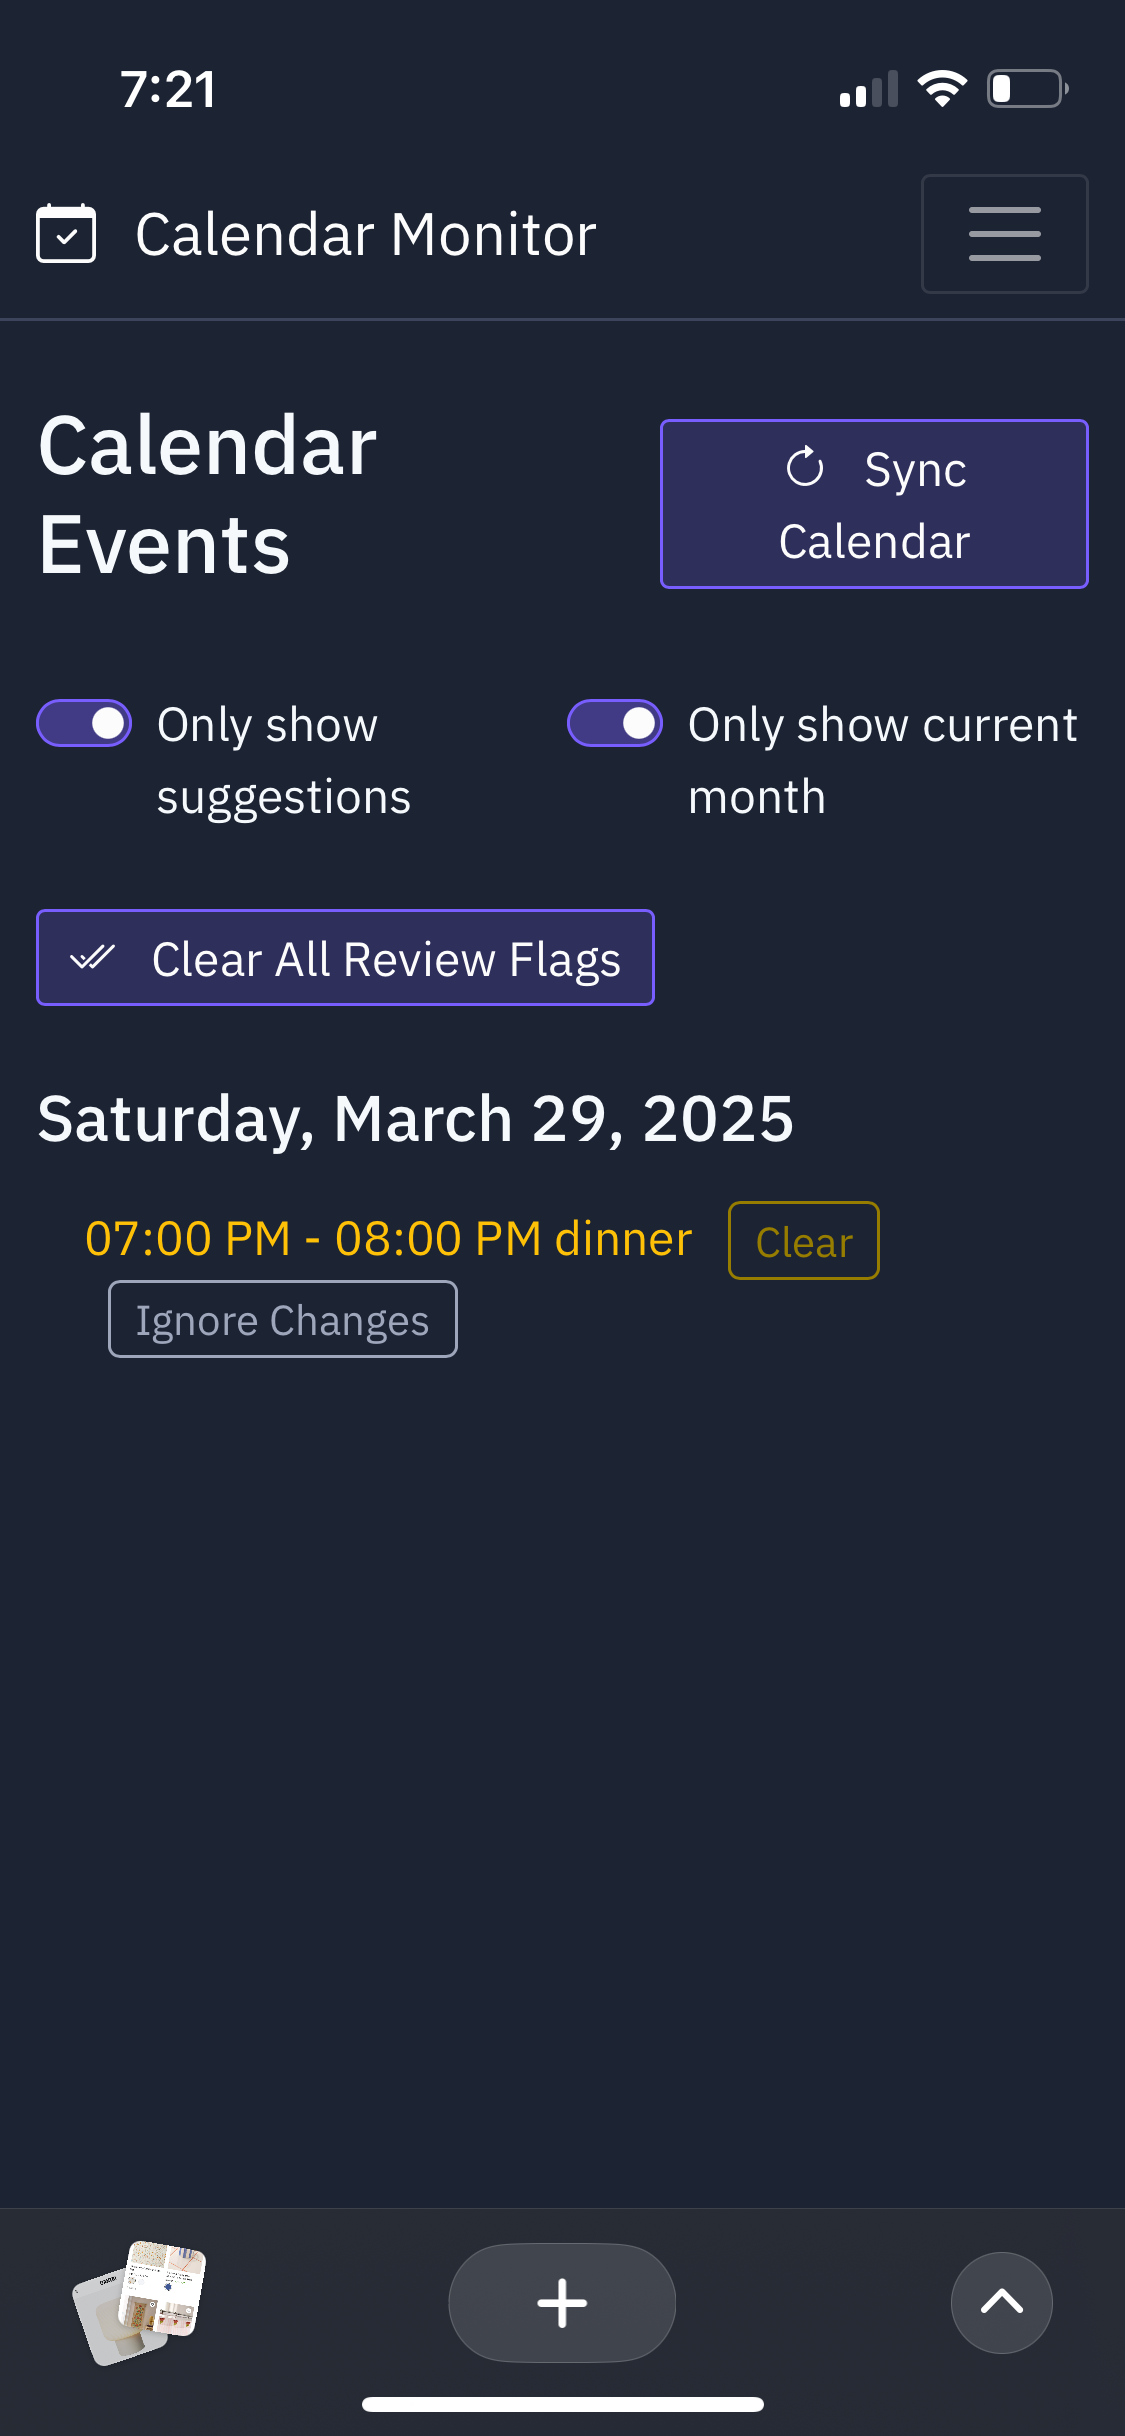 7:21
Calendar Monitor
Calendar
Events
Sync
Calendar
Only show
suggestions
Only show current
month
Clear All Review Flags
Saturday, March 29, 2025
07:00 PM - 08:00 PM dinner
Clear
Ignore Changes